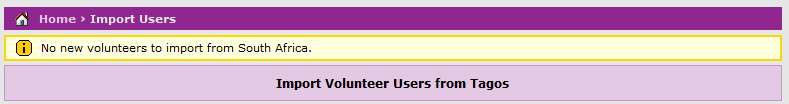 Home › Import Users
No new volunteers to import from South Africa.
Import Volunteer Users from Tagos